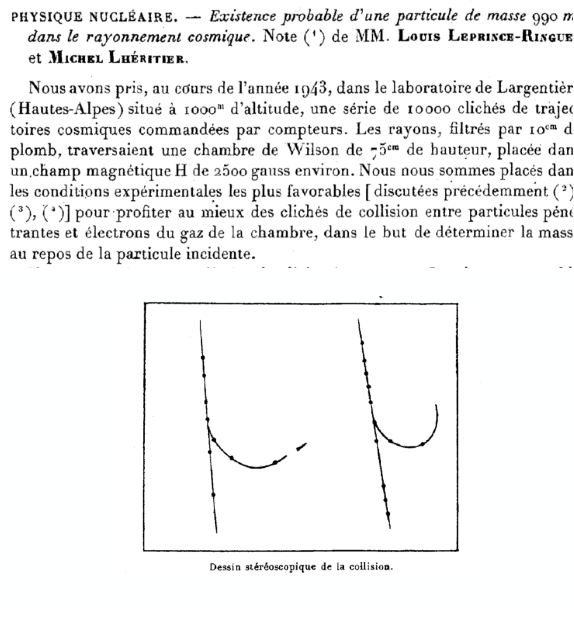 PHYSIQUE NUCLÉAIRE. — Existence probable d'une particule de masse 990 m
dans le rayonnement cosmique. Note (¹) de MM. LOUIS LEPRINCE-RINGUE
et MICHEL LHÉRITIER.
Nous avons pris, au cours de l'année 1943, dans le laboratoire de Largentièr
(Hautes-Alpes) situé à 1000ᵐ d'altitude, une série de 10000 clichés de trajec
toires cosmiques commandées par compteurs. Les rayons, filtrés par 10ᶜᵐ d
plomb, traversaient une chambre de Wilson de 75ᶜᵐ de hauteur, placée dan
un champ magnétique H de 2500 gauss environ. Nous nous sommes placés dan
les conditions expérimentales les plus favorables [discutées précédemment (²)
(³), (⁴)] pour profiter au mieux des clichés de collision entre particules péné
trantes et électrons du gaz de la chambre, dans le but de déterminer la mass
au repos de la particule incidente.
Dessin stéréoscopique de la collision.